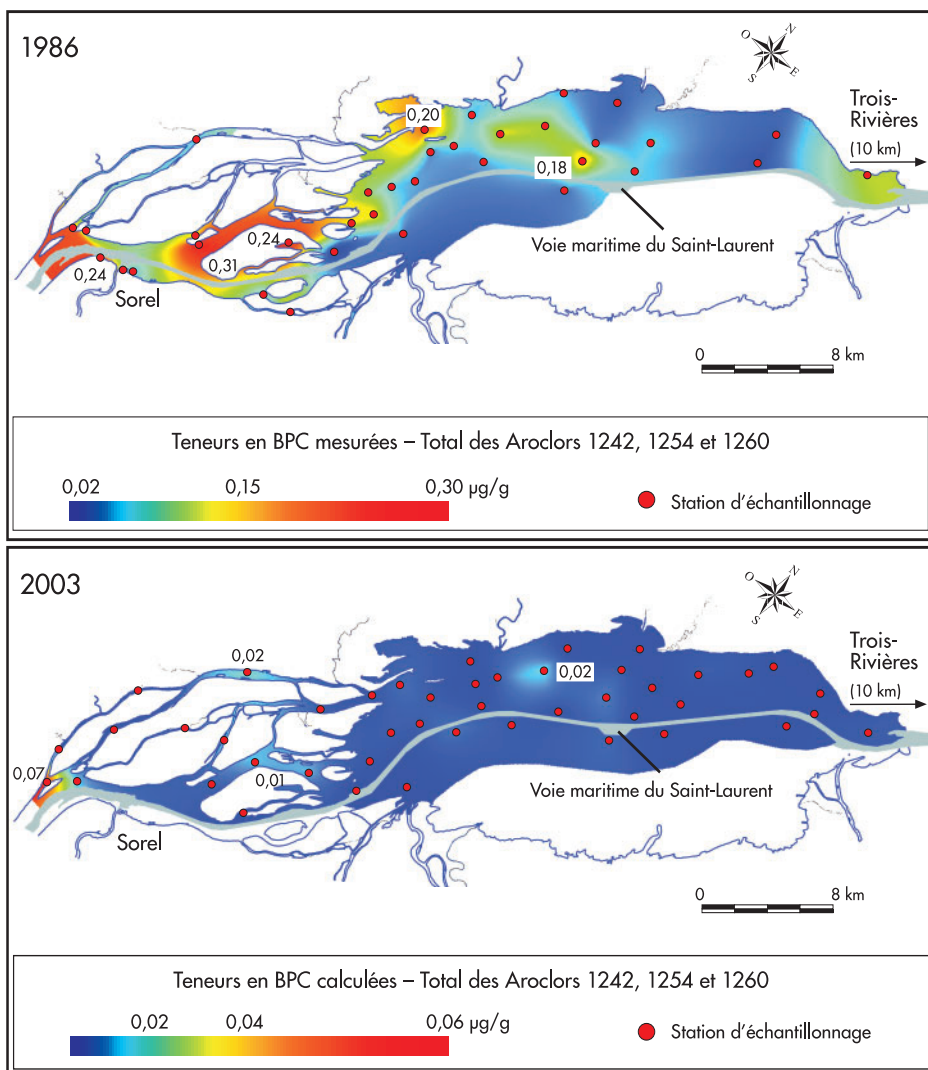 1986
N
O
E
S
0,20
Trois-
Rivières
(10 km)
0,18
Voie maritime du Saint-Laurent
0,24
0,31
0,24
Sorel
0 8 km
Teneurs en BPC mesurées – Total des Aroclors 1242, 1254 et 1260
0,02 0,15 0,30 µg/g
Station d'échantillonnage
2003
N
O
E
S
0,02
0,02
Trois-
Rivières
(10 km)
0,07
0,01
Voie maritime du Saint-Laurent
Sorel
0 8 km
Teneurs en BPC calculées – Total des Aroclors 1242, 1254 et 1260
0,02 0,04 0,06 µg/g
Station d'échantillonnage